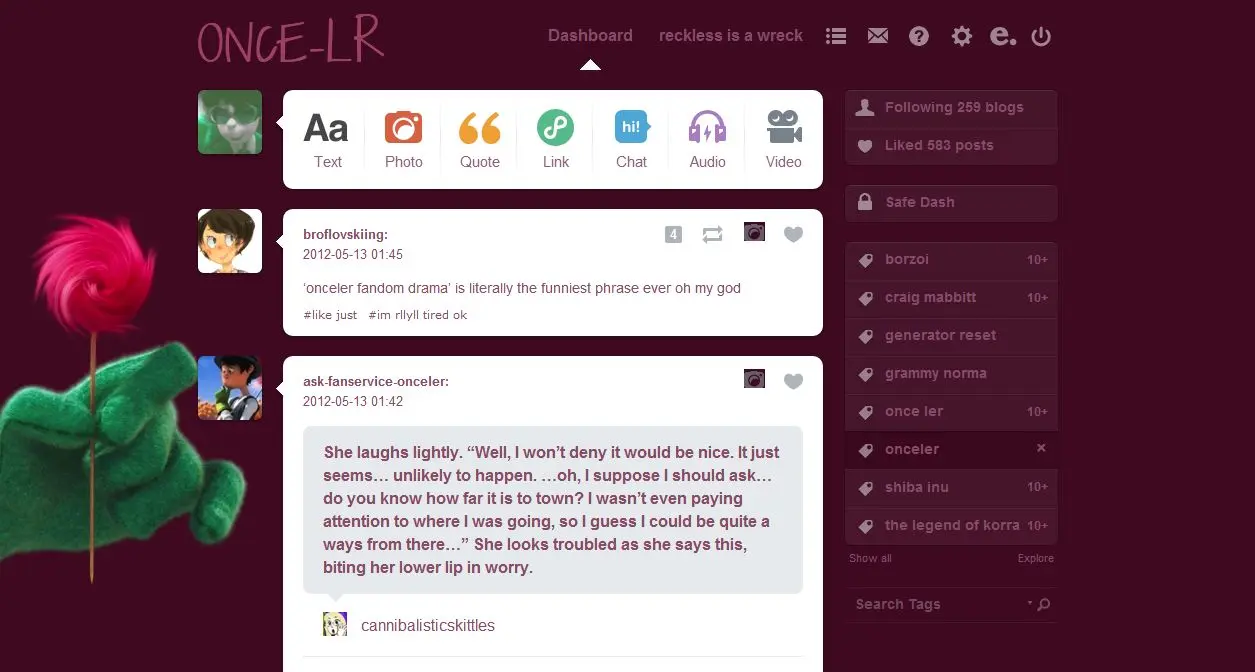 ONCE-LR
Dashboard reckless is a wreck ? e.
Aa hi!
Text Photo Quote Link Chat Audio Video
broflovskiing: 4
2012-05-13 01:45
‘onceler fandom drama’ is literally the funniest phrase ever oh my god
#like just #im rllyll tired ok
ask-fanservice-onceler:
2012-05-13 01:42
She laughs lightly. “Well, I won’t deny it would be nice. It just
seems… unlikely to happen. …oh, I suppose I should ask…
do you know how far it is to town? I wasn’t even paying
attention to where I was going, so I guess I could be quite a
ways from there…” She looks troubled as she says this,
biting her lower lip in worry.
cannibalisticskittles
Following 259 blogs
Liked 583 posts
Safe Dash
borzoi 10+
craig mabbitt 10+
generator reset
grammy norma
once ler 10+
onceler ×
shiba inu 10+
the legend of korra 10+
Show all Explore
Search Tags